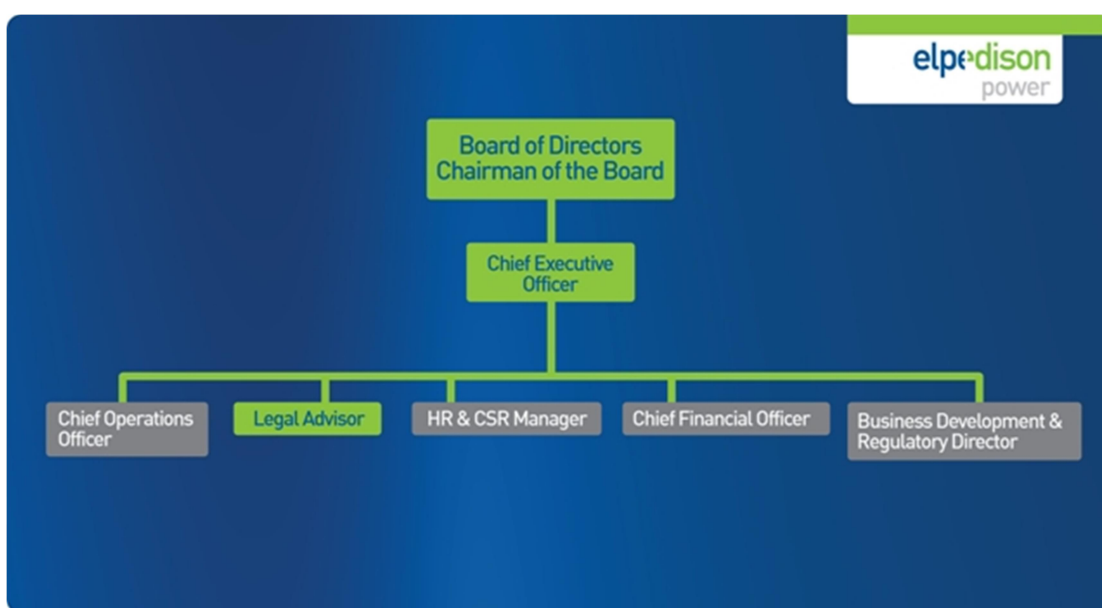 elpedison
power
Board of Directors
Chairman of the Board
Chief Executive
Officer
Chief Operations
Officer
Legal Advisor
HR & CSR Manager
Chief Financial Officer
Business Development &
Regulatory Director